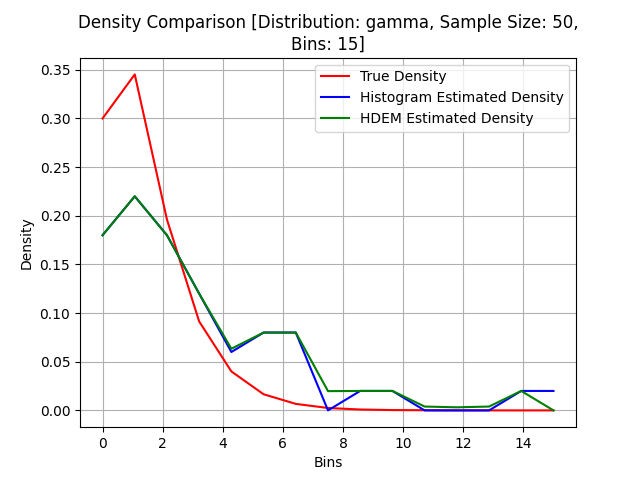 Density Comparison [Distribution: gamma, Sample Size: 50,
Bins: 15]
True Density
Histogram Estimated Density
HDEM Estimated Density
Density
0.35
0.30
0.25
0.20
0.15
0.10
0.05
0.00
0 2 4 6 8 10 12 14
Bins